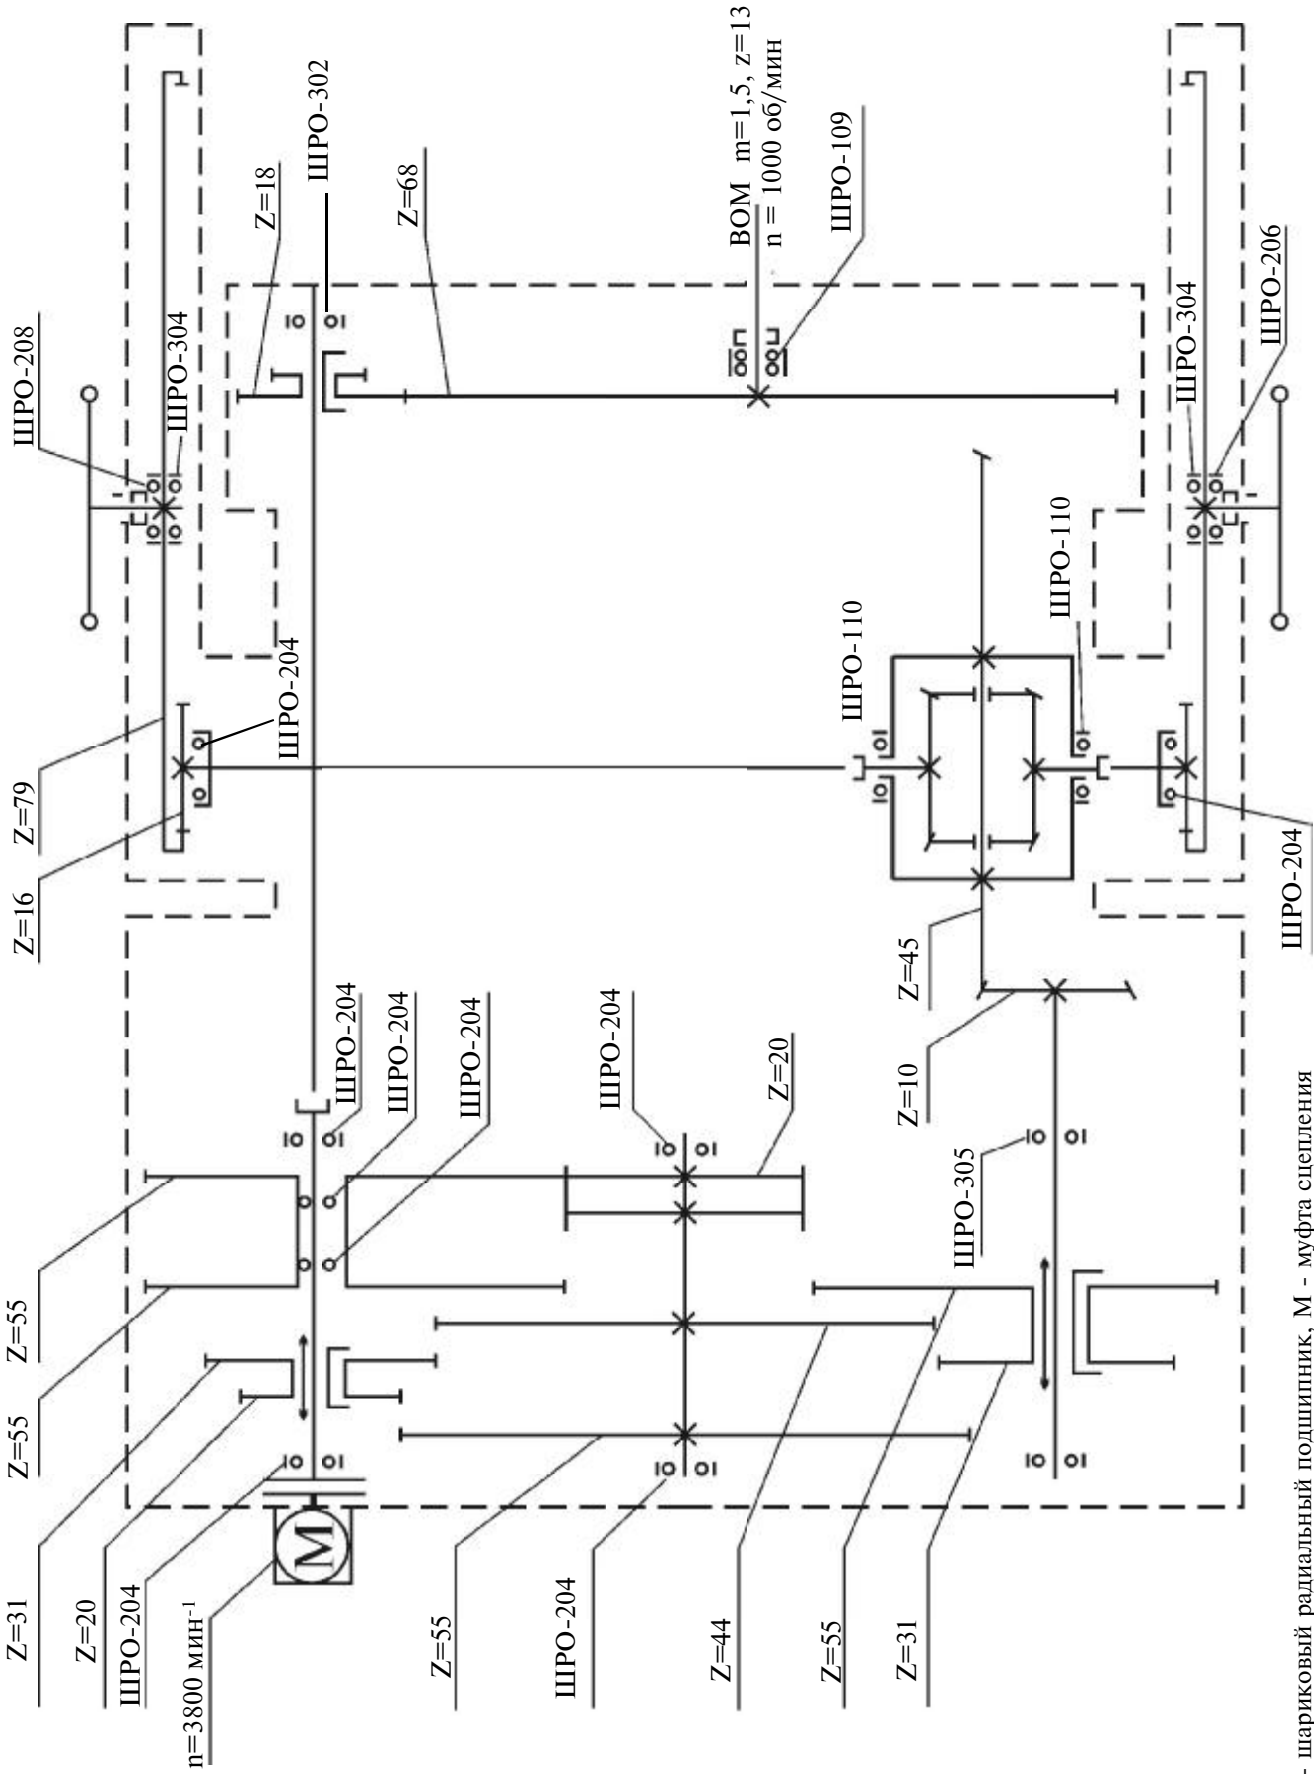 Z=31
Z=20
ШРО-204
n=3800 мин⁻¹
Z=55
Z=55
Z=16
Z=79
ШРО-208
ШРО-304
ШРО-204
Z=18
ШРО-302
Z=68
ВОМ m=1,5, z=13
n = 1000 об/мин
ШРО-109
ШРО-204
ШРО-204
ШРО-204
Z=55
ШРО-204
Z=44
Z=55
Z=31
ШРО-204
Z=20
ШРО-305
Z=10
Z=45
ШРО-110
ШРО-110
ШРО-304
ШРО-206
ШРО-204
М
- шариковый радиальный подшипник, М - муфта сцепления